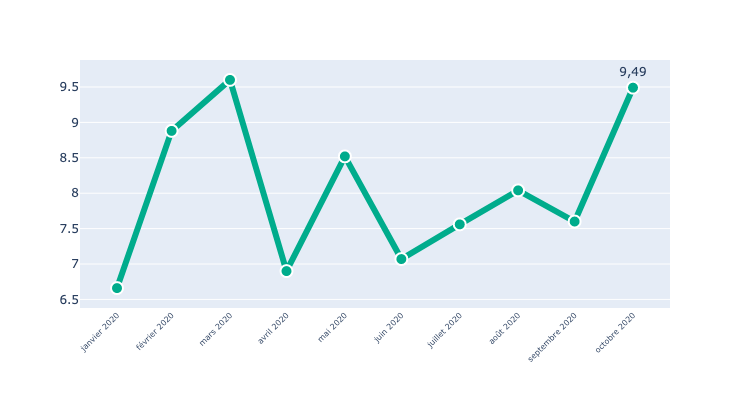 9,49
9.5
9
8.5
8
7.5
7
6.5
janvier 2020
février 2020
mars 2020
avril 2020
mai 2020
juin 2020
juillet 2020
août 2020
septembre 2020
octobre 2020